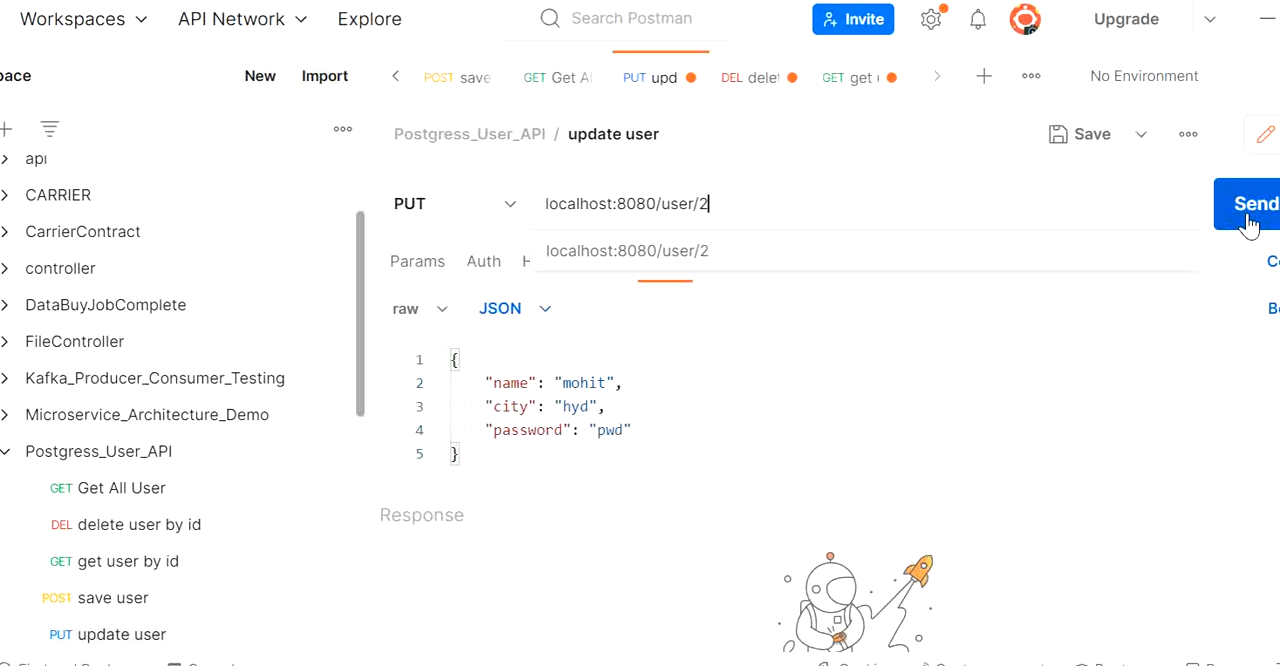 Workspaces API Network Explore Search Postman Invite Upgrade
pace New Import POST save GET Get Al PUT upd DEL delet GET get No Environment
Postgress_User_API / update user Save
api
CARRIER
PUT localhost:8080/user/2 Send
CarrierContract
localhost:8080/user/2
Params Auth
controller
DataBuyJobComplete
raw JSON
FileController
1 {
Kafka_Producer_Consumer_Testing
2 "name": "mohit",
3 "city": "hyd",
Microservice_Architecture_Demo
4 "password": "pwd"
Postgress_User_API
5 }
GET Get All User
Response
DEL delete user by id
GET get user by id
POST save user
PUT update user